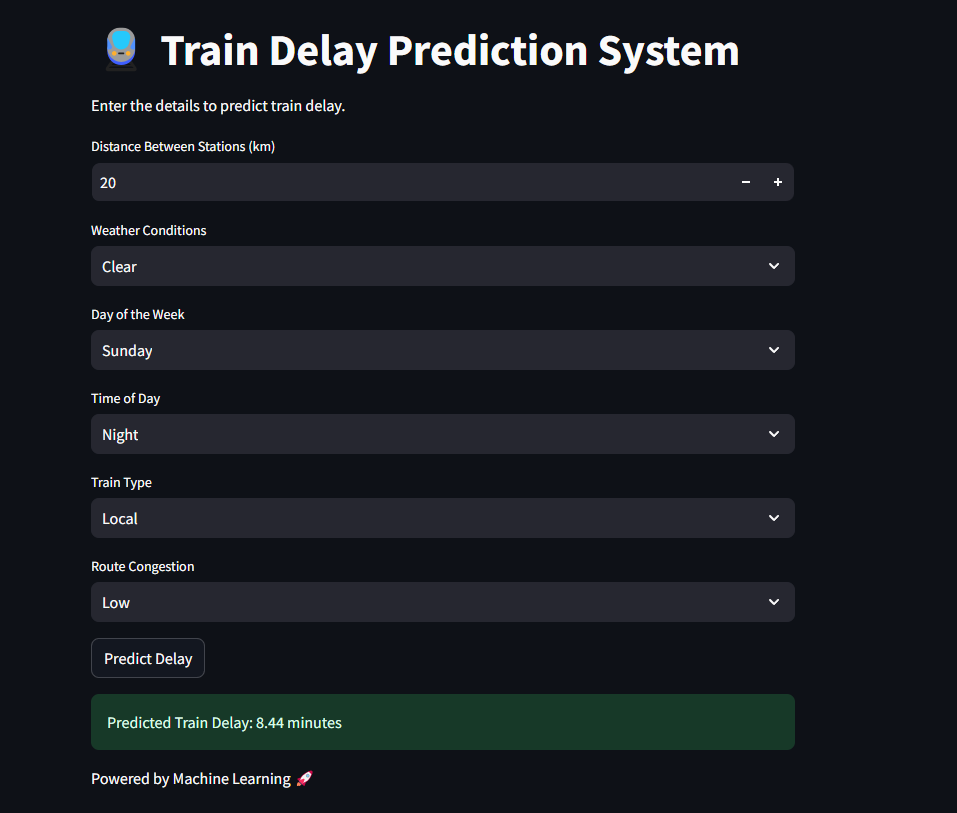 Train Delay Prediction System
Enter the details to predict train delay.
Distance Between Stations (km)
20
Weather Conditions
Clear
Day of the Week
Sunday
Time of Day
Night
Train Type
Local
Route Congestion
Low
Predict Delay
Predicted Train Delay: 8.44 minutes
Powered by Machine Learning 🚀